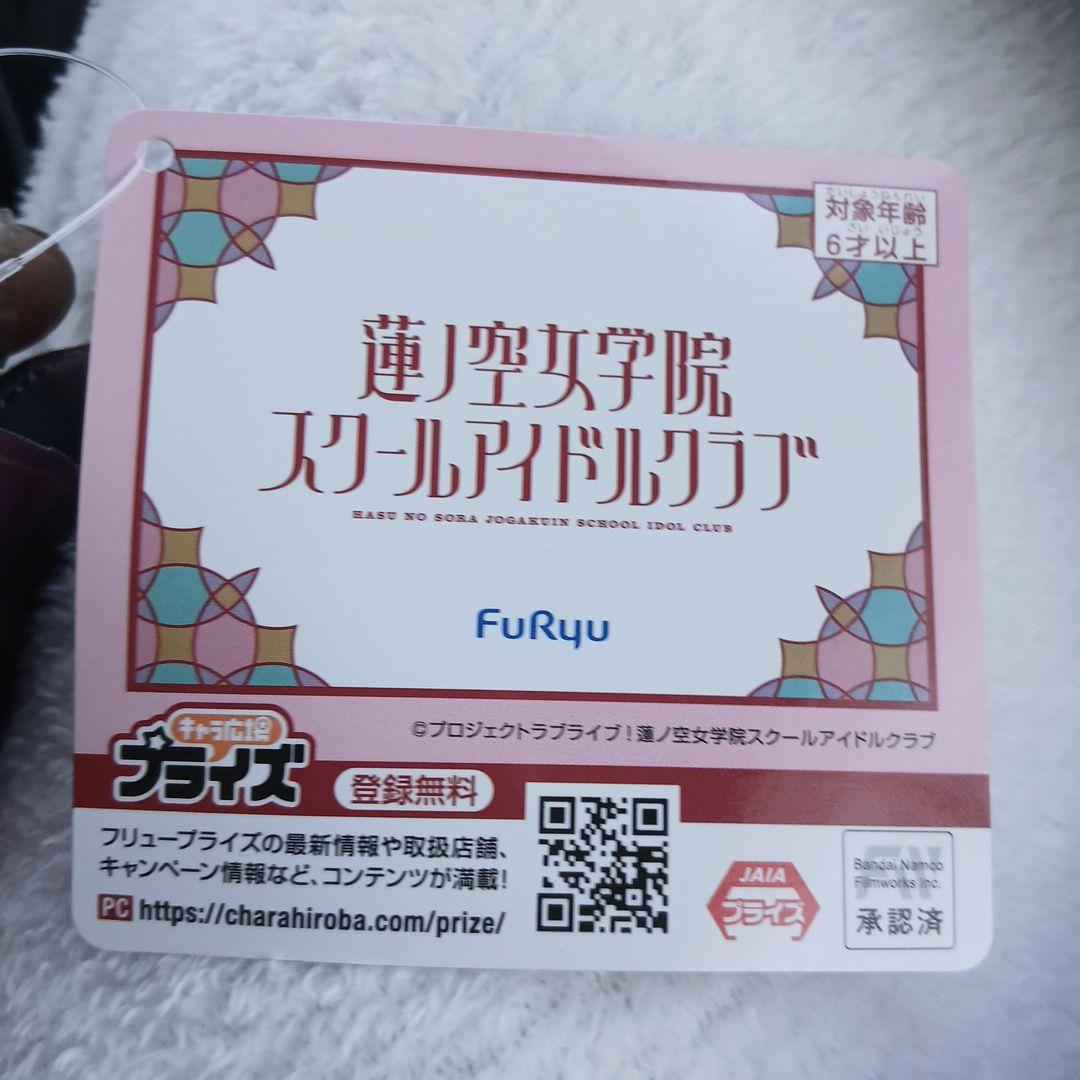 たいしょうねんれい
対象年齢
さい いじょう
6才以上
蓮ノ空女学院
スクールアイドルクラブ
HASU NO SORA JOGAKUIN SCHOOL IDOL CLUB
FuRyu
©プロジェクトラブライブ！蓮ノ空女学院スクールアイドルクラブ
キャラ広場
プライズ
登録無料
フリュープライズの最新情報や取扱店舗、
キャンペーン情報など、コンテンツが満載！
PC https://charahiroba.com/prize/
JAIA
プライズ
Bandai Namco
Filmworks Inc.
承認済